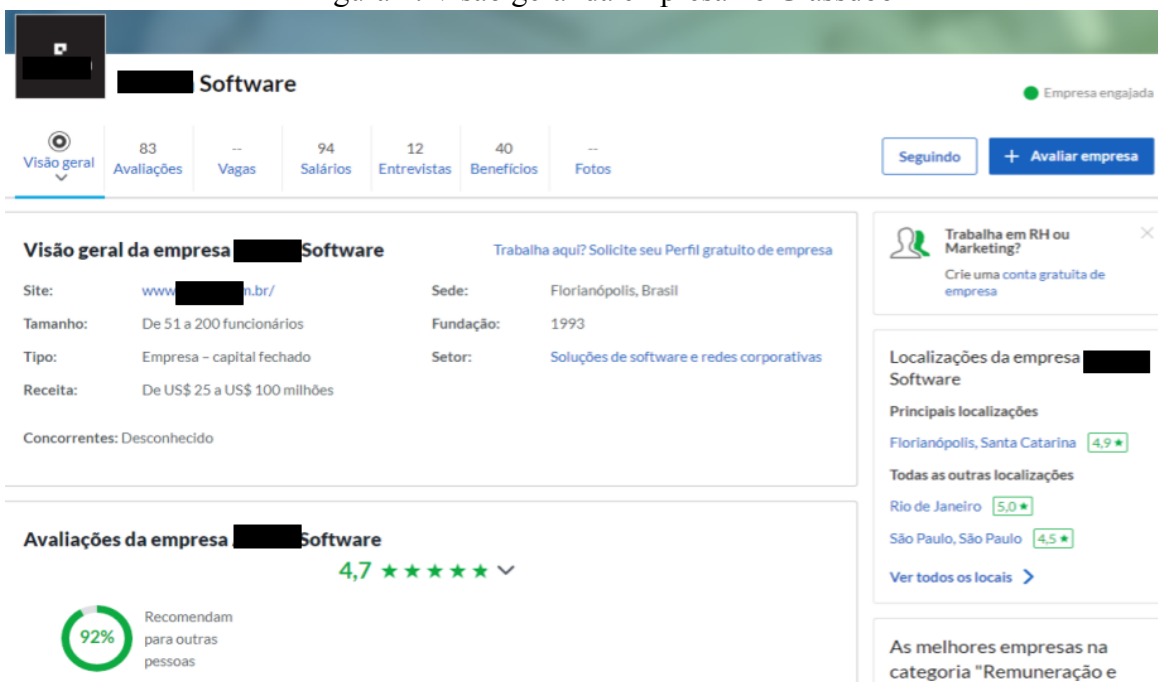 Visão geral da empresa no Glassdoor
Software
Empresa engajada
Visão geral
83
Avaliações
--
Vagas
94
Salários
12
Entrevistas
40
Benefícios
--
Fotos
Seguindo
+ Avaliar empresa
Visão geral da empresa Software
Trabalha aqui? Solicite seu Perfil gratuito de empresa
Site: www m.br/
Sede: Florianópolis, Brasil
Tamanho: De 51 a 200 funcionários
Fundação: 1993
Tipo: Empresa – capital fechado
Setor: Soluções de software e redes corporativas
Receita: De US$ 25 a US$ 100 milhões
Concorrentes: Desconhecido
Avaliações da empresa Software
4,7 ★★★★★
92%
Recomendam
para outras
pessoas
Trabalha em RH ou
Marketing?
Crie uma conta gratuita de
empresa
Localizações da empresa
Software
Principais localizações
Florianópolis, Santa Catarina 4,9 ★
Todas as outras localizações
Rio de Janeiro 5,0 ★
São Paulo, São Paulo 4,5 ★
Ver todos os locais
As melhores empresas na
categoria "Remuneração e